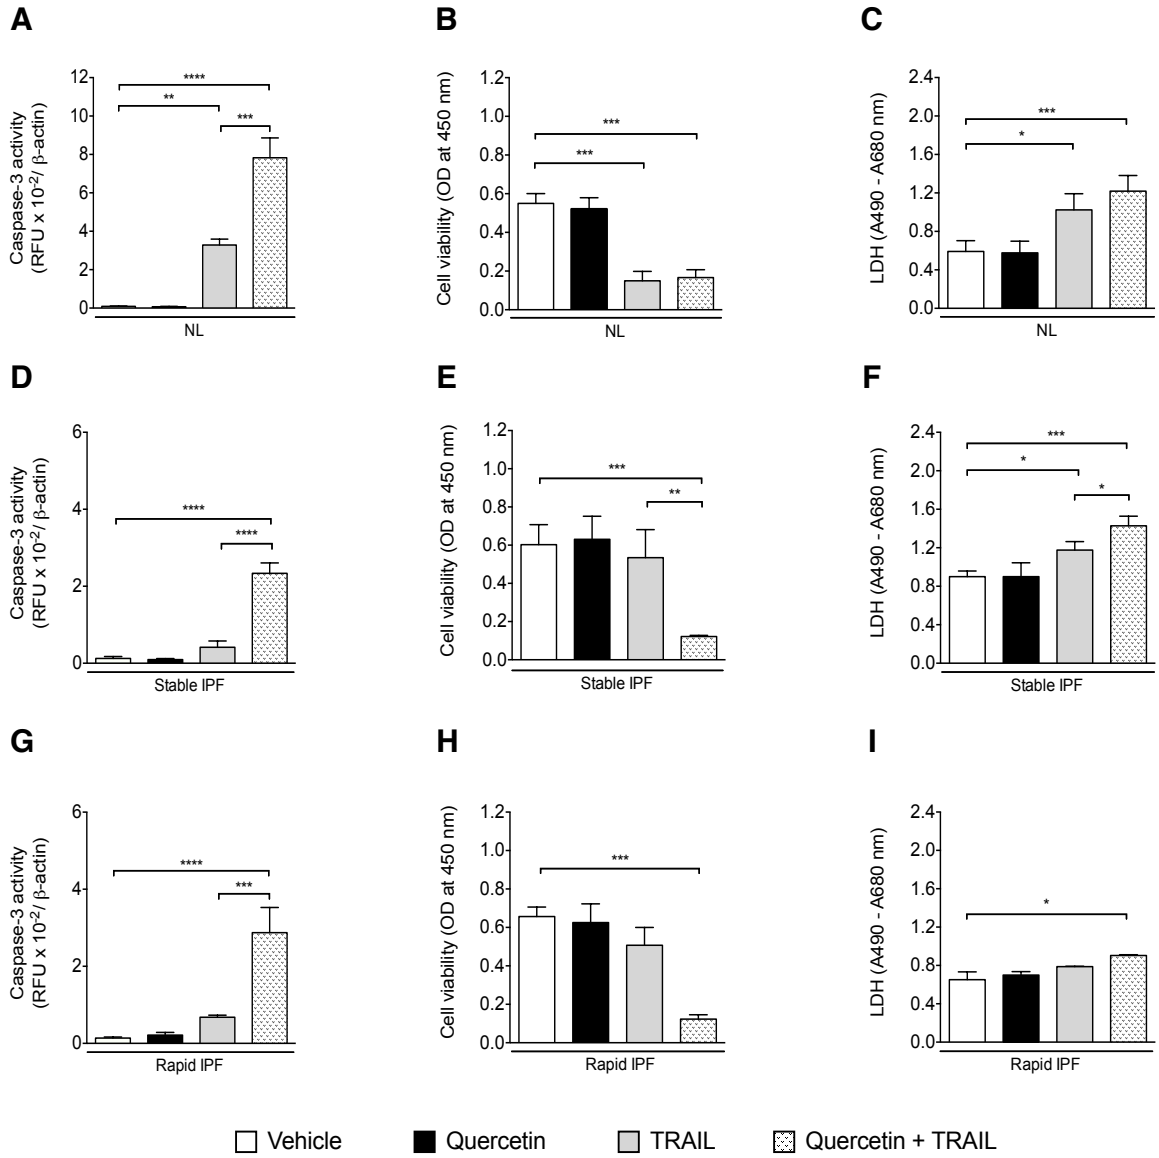 A
B
C
Caspase-3 activity
(RFU x 10-2/ β-actin)
12
10
8
6
4
2
0
****
**
***
NL
Cell viability (OD at 450 nm)
1.2
1.0
0.8
0.6
0.4
0.2
0.0
***
***
NL
LDH (A490 - A680 nm)
2.4
2.0
1.6
1.2
0.8
0.4
0.0
***
*
NL
D
E
F
Caspase-3 activity
(RFU x 10-2/ β-actin)
6
4
2
0
****
****
Stable IPF
Cell viability (OD at 450 nm)
1.2
1.0
0.8
0.6
0.4
0.2
0.0
***
**
Stable IPF
LDH (A490 - A680 nm)
2.4
2.0
1.6
1.2
0.8
0.4
0.0
***
*
*
Stable IPF
G
H
I
Caspase-3 activity
(RFU x 10-2/ β-actin)
6
4
2
0
****
***
Rapid IPF
Cell viability (OD at 450 nm)
1.2
1.0
0.8
0.6
0.4
0.2
0.0
***
Rapid IPF
LDH (A490 - A680 nm)
2.4
2.0
1.6
1.2
0.8
0.4
0.0
*
Rapid IPF
Vehicle Quercetin TRAIL Quercetin + TRAIL